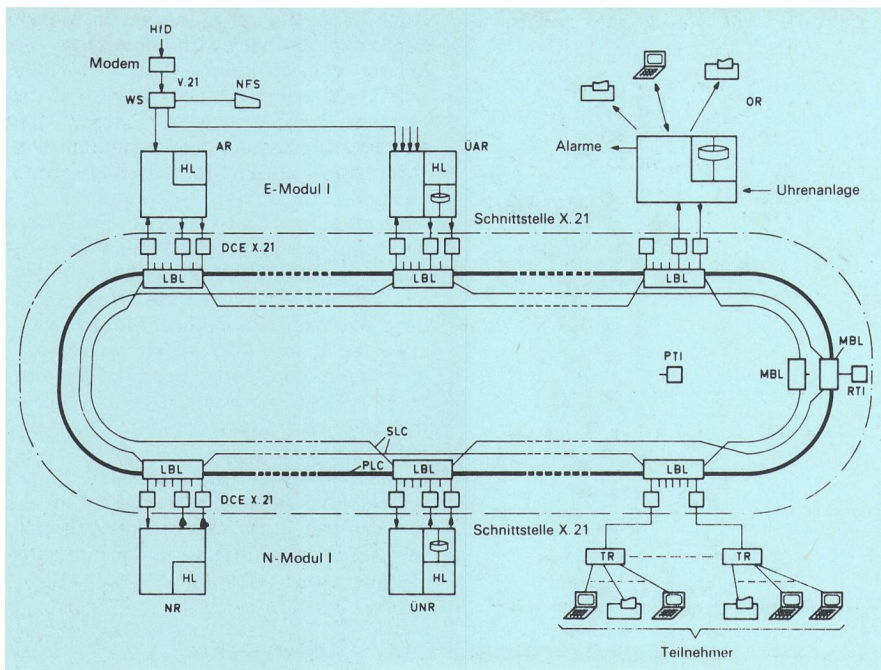 HfD
Modem
V.21
NFS
WS
OR
AR
ÜAR
Alarme
HL
HL
E-Modul I
Uhrenanlage
Schnittstelle X.21
DCE X.21
LBL
LBL
LBL
PTI
MBL
MBL
RTI
SLC
LBL
PLC
LBL
LBL
DCE X.21
Schnittstelle X.21
N-Modul I
HL
HL
TR
TR
NR
ÜNR
Teilnehmer